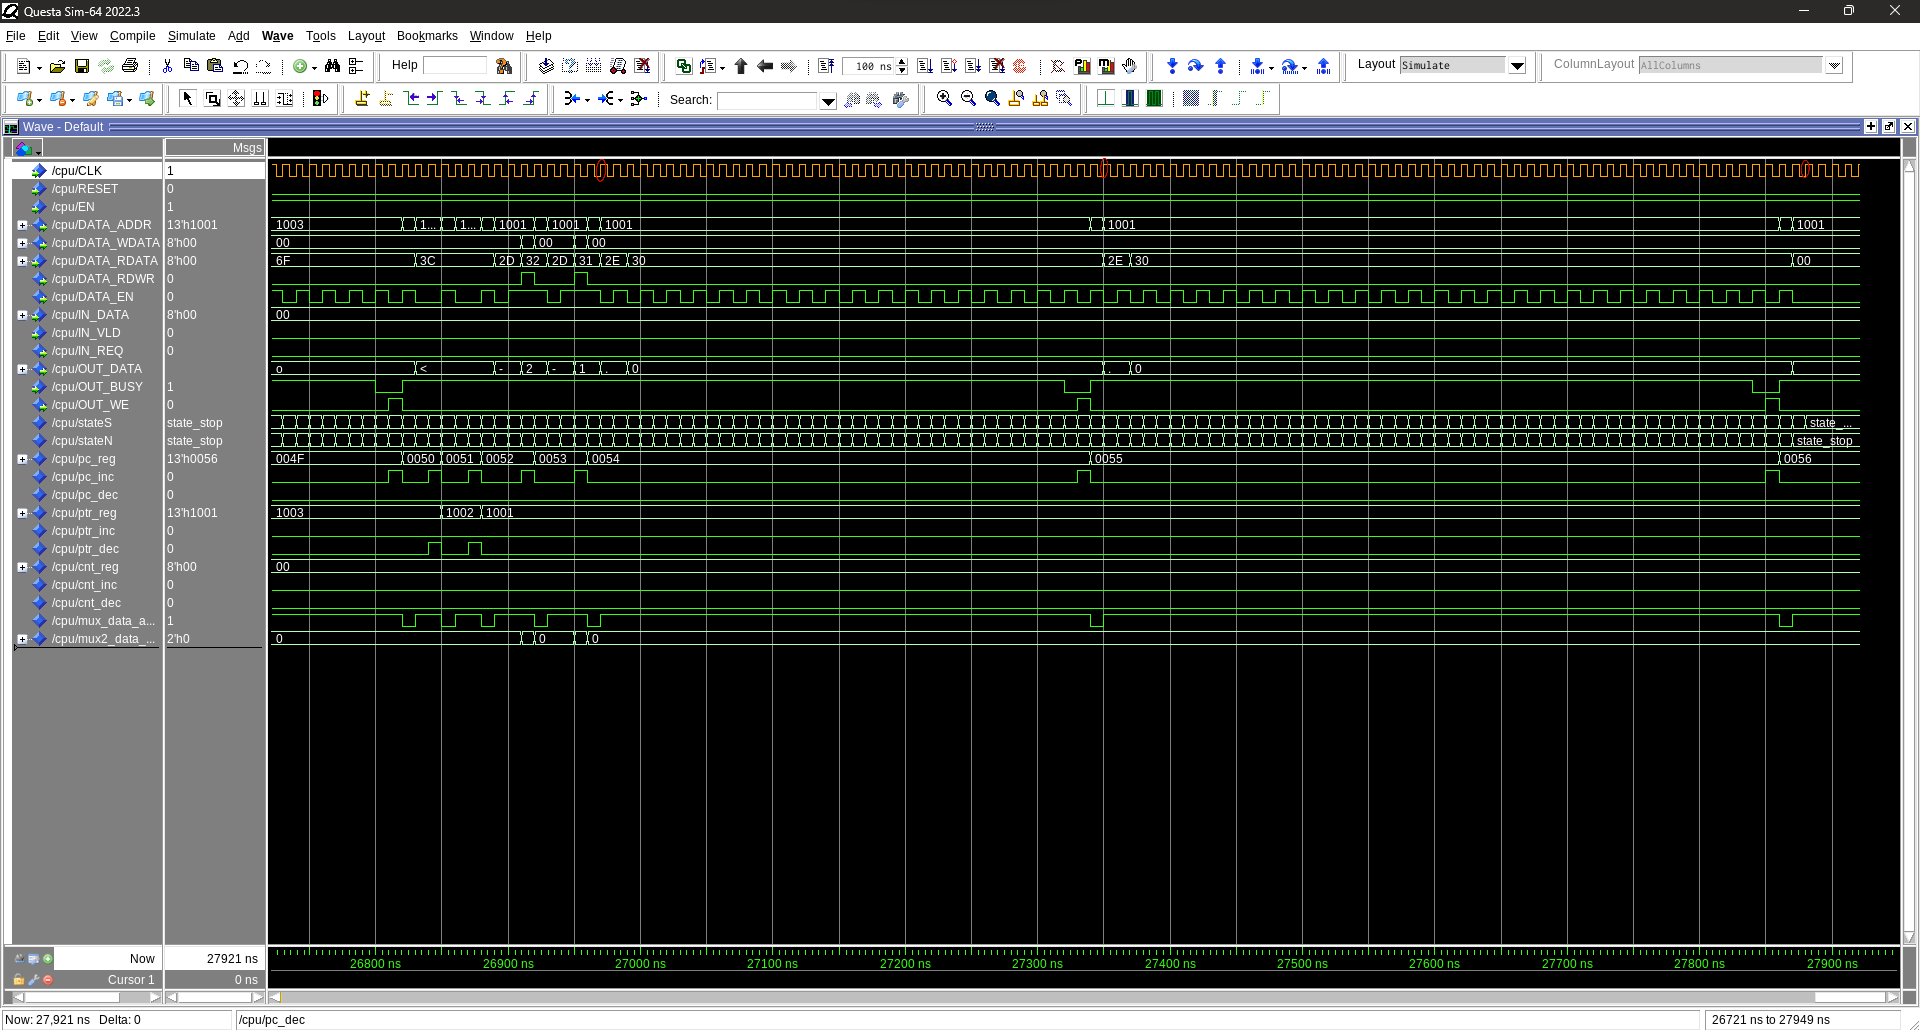 Questa Sim-64 2022.3
File Edit View Compile Simulate Add Wave Tools Layout Bookmarks Window Help
Help 100 ns Layout Simulate ColumnLayout AllColumns
Search:
Wave - Default
Msgs
/cpu/CLK 1
/cpu/RESET 0
/cpu/EN 1
/cpu/DATA_ADDR 13'h1001 1003 1... 1... 1001 1001 1001 1001 1001
/cpu/DATA_WDATA 8'h00 00 00 00
/cpu/DATA_RDATA 8'h00 6F 3C 2D 32 2D 31 2E 30 2E 30 00
/cpu/DATA_RDWR 0
/cpu/DATA_EN 0
/cpu/IN_DATA 8'h00 00
/cpu/IN_VLD 0
/cpu/IN_REQ 0
/cpu/OUT_DATA o < - 2 - 1 . 0 . 0
/cpu/OUT_BUSY 1
/cpu/OUT_WE 0
/cpu/stateS state_stop state_...
/cpu/stateN state_stop state_stop
/cpu/pc_reg 13'h0056 004F 0050 0051 0052 0053 0054 0055 0056
/cpu/pc_inc 0
/cpu/pc_dec 0
/cpu/ptr_reg 13'h1001 1003 1002 1001
/cpu/ptr_inc 0
/cpu/ptr_dec 0
/cpu/cnt_reg 8'h00 00
/cpu/cnt_inc 0
/cpu/cnt_dec 0
/cpu/mux_data_a... 1
/cpu/mux2_data_... 2'h0 0 0 0
Now 27921 ns 26800 ns 26900 ns 27000 ns 27100 ns 27200 ns 27300 ns 27400 ns 27500 ns 27600 ns 27700 ns 27800 ns 27900 ns
Cursor 1 0 ns
Now: 27,921 ns Delta: 0 /cpu/pc_dec 26721 ns to 27949 ns